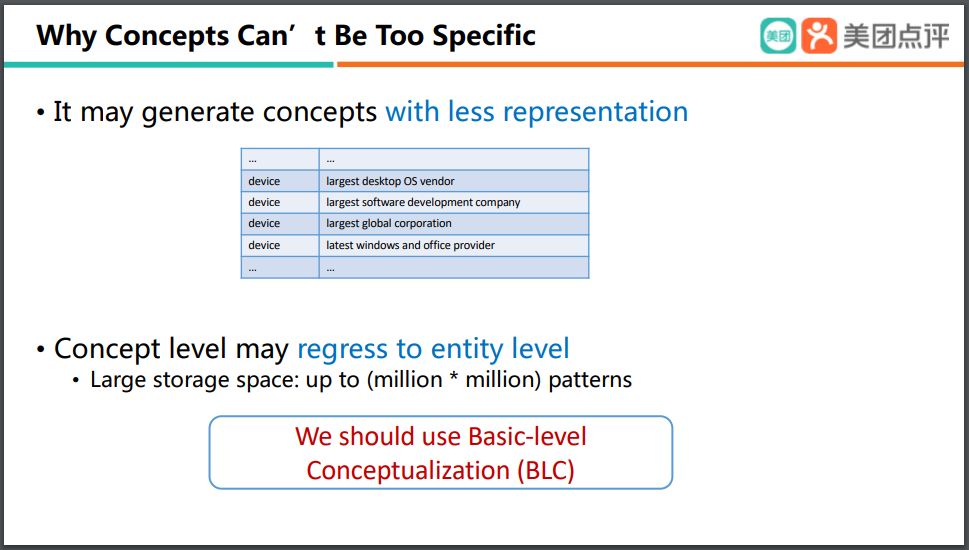 Why Concepts Can’t Be Too Specific
美团
美团点评
• It may generate concepts with less representation
... ...
device largest desktop OS vendor
device largest software development company
device largest global corporation
device latest windows and office provider
... ...
• Concept level may regress to entity level
• Large storage space: up to (million * million) patterns
We should use Basic-level
Conceptualization (BLC)